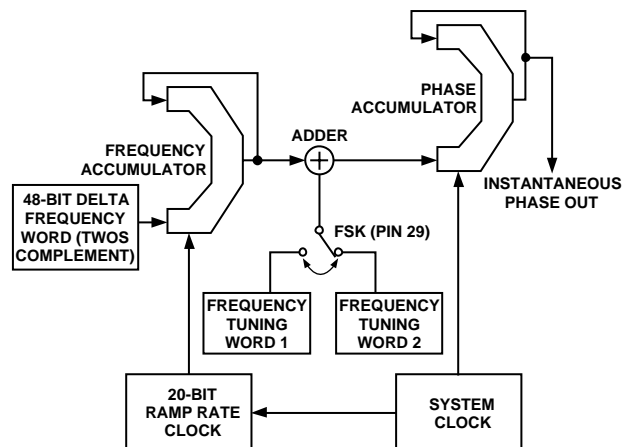 PHASE
ACCUMULATOR
ADDER
FREQUENCY
ACCUMULATOR
INSTANTANEOUS
PHASE OUT
48-BIT DELTA
FREQUENCY
WORD (TWOS
COMPLEMENT)
FSK (PIN 29)
FREQUENCY
TUNING
WORD 1
FREQUENCY
TUNING
WORD 2
20-BIT
RAMP RATE
CLOCK
SYSTEM
CLOCK